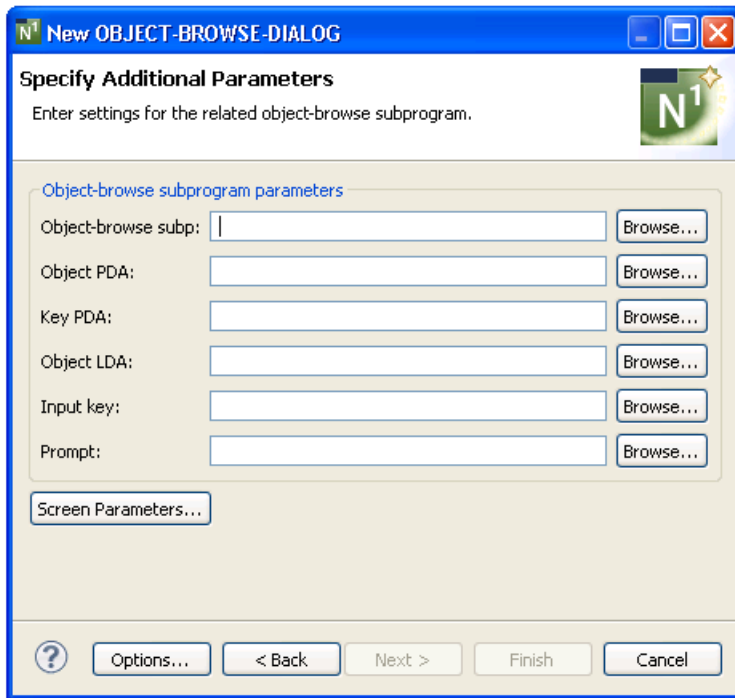 N1 New OBJECT-BROWSE-DIALOG
Specify Additional Parameters
Enter settings for the related object-browse subprogram.
N1
Object-browse subprogram parameters
Object-browse subp: Browse...
Object PDA: Browse...
Key PDA: Browse...
Object LDA: Browse...
Input key: Browse...
Prompt: Browse...
Screen Parameters...
? Options... < Back Next > Finish Cancel